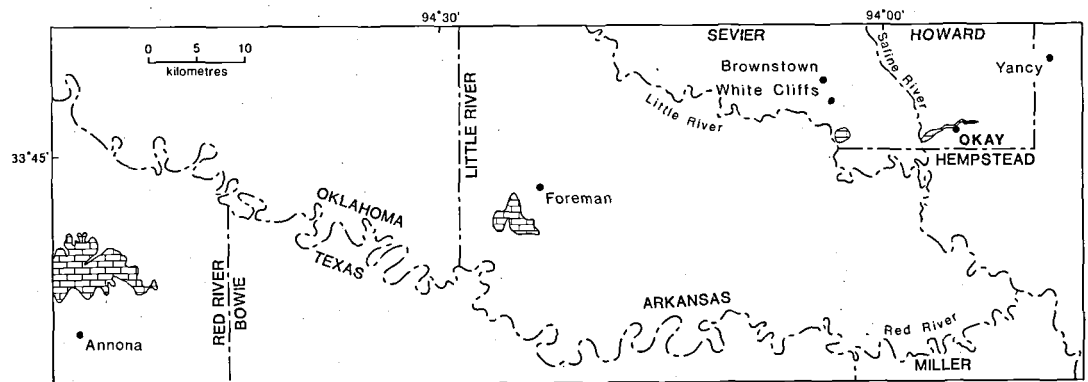 94°30'
94°00'
0 5 10
kilometres
SEVIER
HOWARD
Brownstown
White Cliffs
Saline River
Yancy
Little River
OKAY
33°45'
HEMPSTEAD
LITTLE RIVER
Foreman
OKLAHOMA
TEXAS
RED RIVER
BOWIE
ARKANSAS
Red River
MILLER
Annona